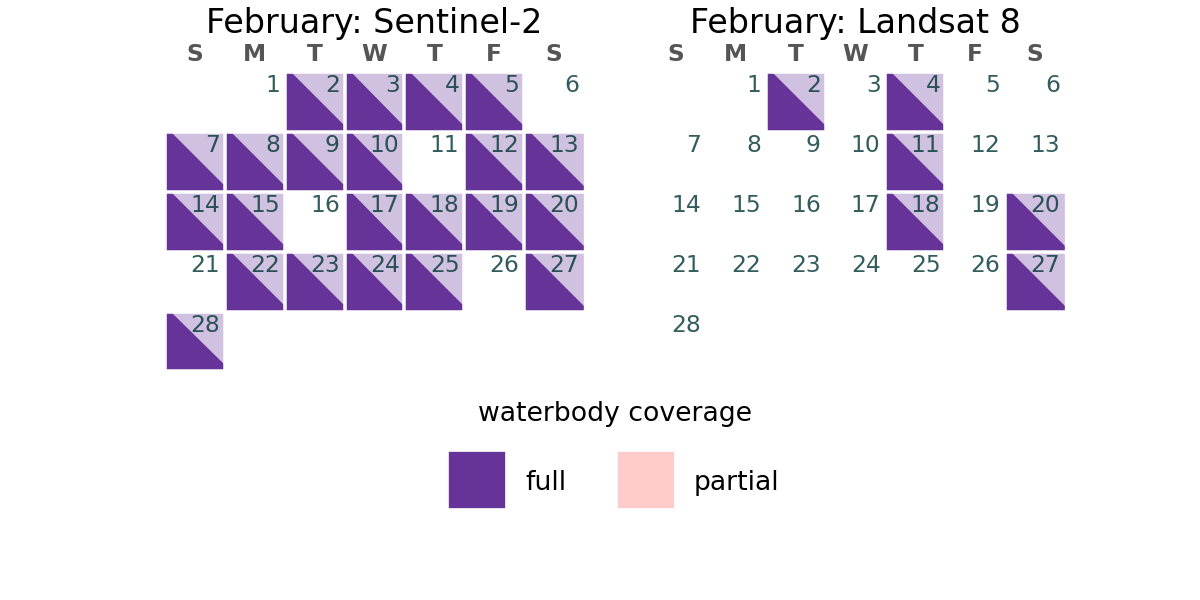 February: Sentinel-2
S M T W T F S
1 2 3 4 5 6
7 8 9 10 11 12 13
14 15 16 17 18 19 20
21 22 23 24 25 26 27
28
February: Landsat 8
S M T W T F S
1 2 3 4 5 6
7 8 9 10 11 12 13
14 15 16 17 18 19 20
21 22 23 24 25 26 27
28
waterbody coverage
full partial